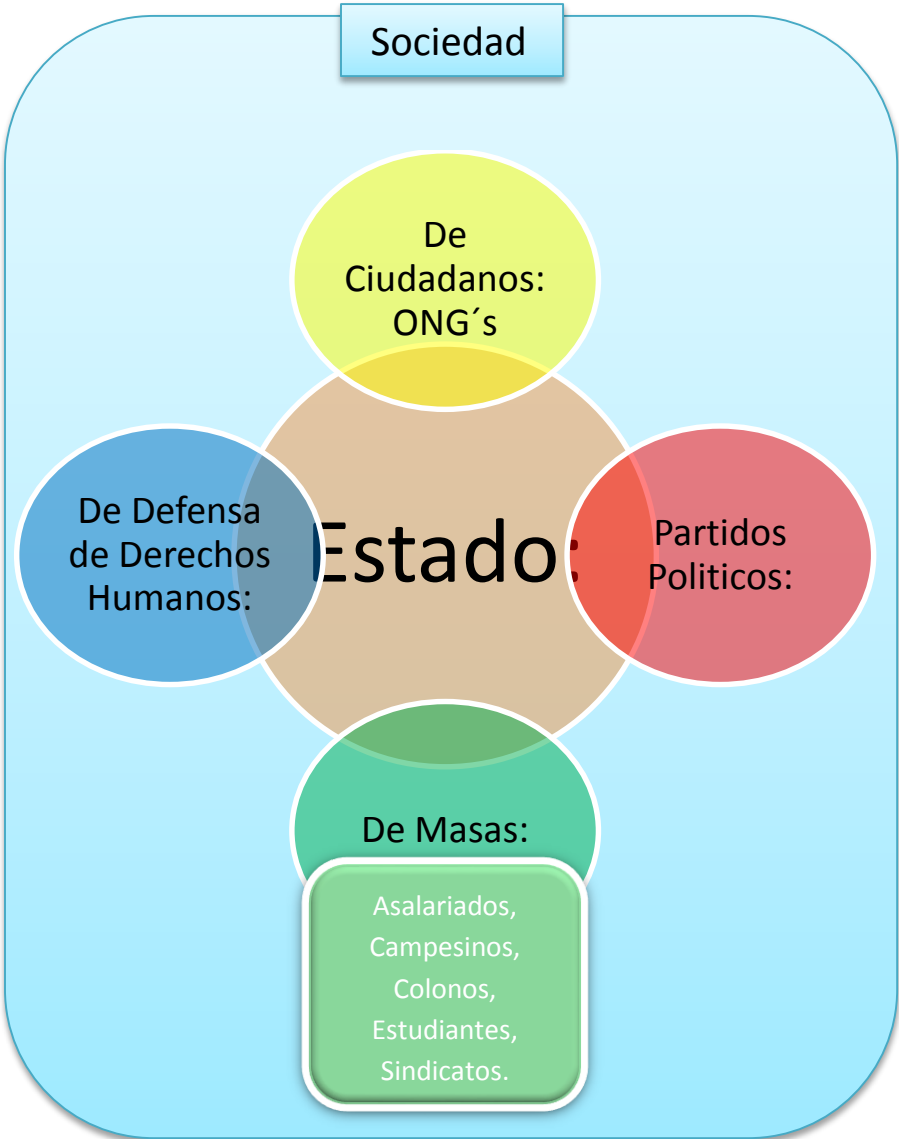 Sociedad
De
Ciudadanos:
ONG´s
De Defensa
de Derechos
Humanos:
Estado:
Partidos
Politicos:
De Masas:
Asalariados,
Campesinos,
Colonos,
Estudiantes,
Sindicatos.